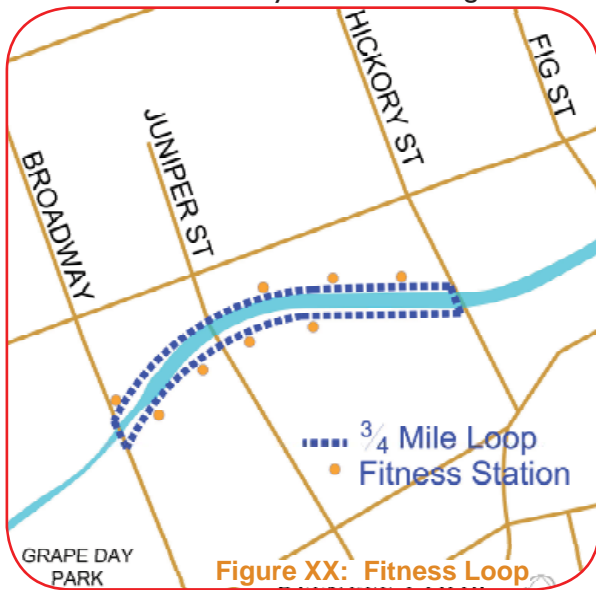 HICKORY ST
FIG ST
JUNIPER ST
BROADWAY
3/4 Mile Loop
Fitness Station
GRAPE DAY
PARK
Figure XX: Fitness Loop